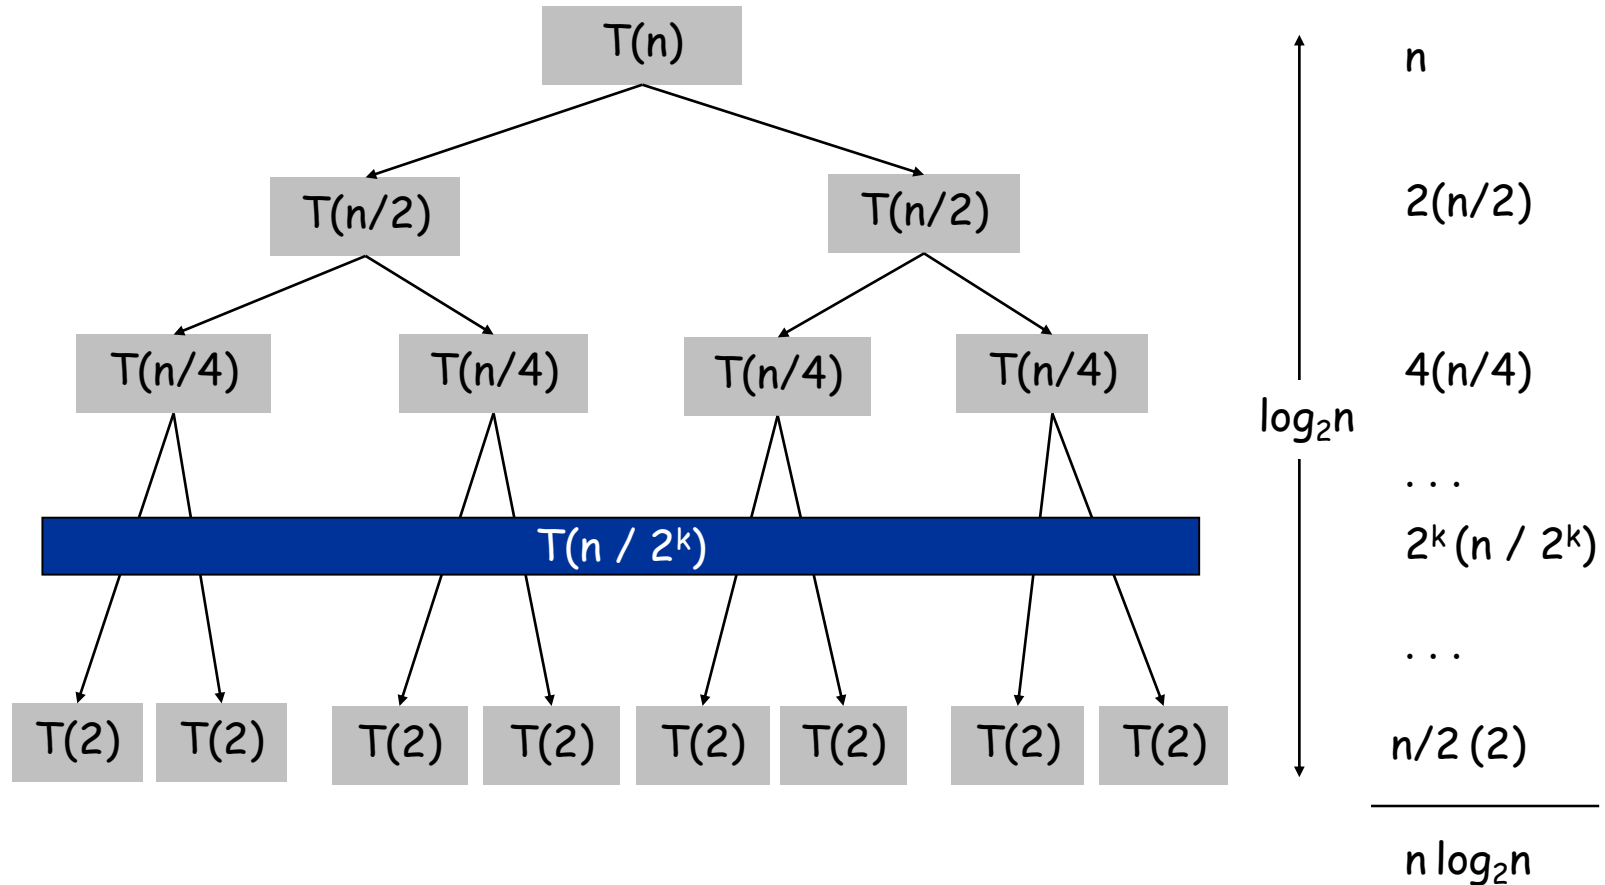 T(n) n
T(n/2) T(n/2) 2(n/2)
T(n/4) T(n/4) T(n/4) T(n/4) 4(n/4)
log₂n
. . .
T(n / 2ᵏ) 2ᵏ (n / 2ᵏ)
. . .
T(2) T(2) T(2) T(2) T(2) T(2) T(2) T(2) n/2 (2)
n log₂n